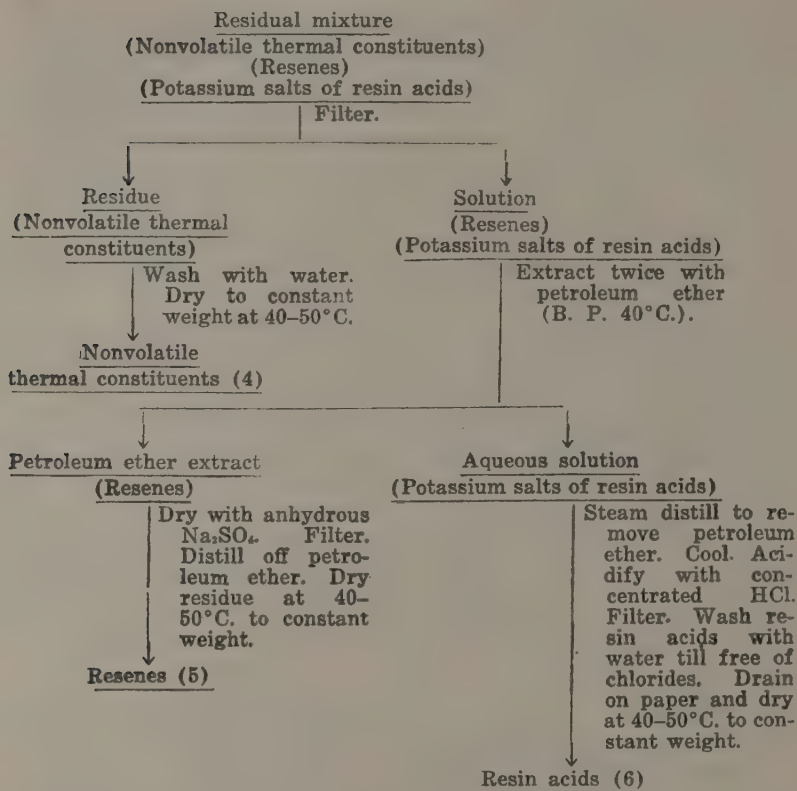 Residual mixture
(Nonvolatile thermal constituents)
(Resenes)
(Potassium salts of resin acids)
Filter.
Residue
(Nonvolatile thermal
constituents)
Wash with water.
Dry to constant
weight at 40–50°C.
Nonvolatile
thermal constituents (4)
Solution
(Resenes)
(Potassium salts of resin acids)
Extract twice with
petroleum ether
(B. P. 40°C.).
Petroleum ether extract
(Resenes)
Dry with anhydrous
Na₂SO₄. Filter.
Distill off petro-
leum ether. Dry
residue at 40–
50°C. to constant
weight.
Resenes (5)
Aqueous solution
(Potassium salts of resin acids)
Steam distill to re-
move petroleum
ether. Cool. Aci-
dify with con-
centrated HCl.
Filter. Wash re-
sin acids with
water till free of
chlorides. Drain
on paper and dry
at 40–50°C. to con-
stant weight.
Resin acids (6)